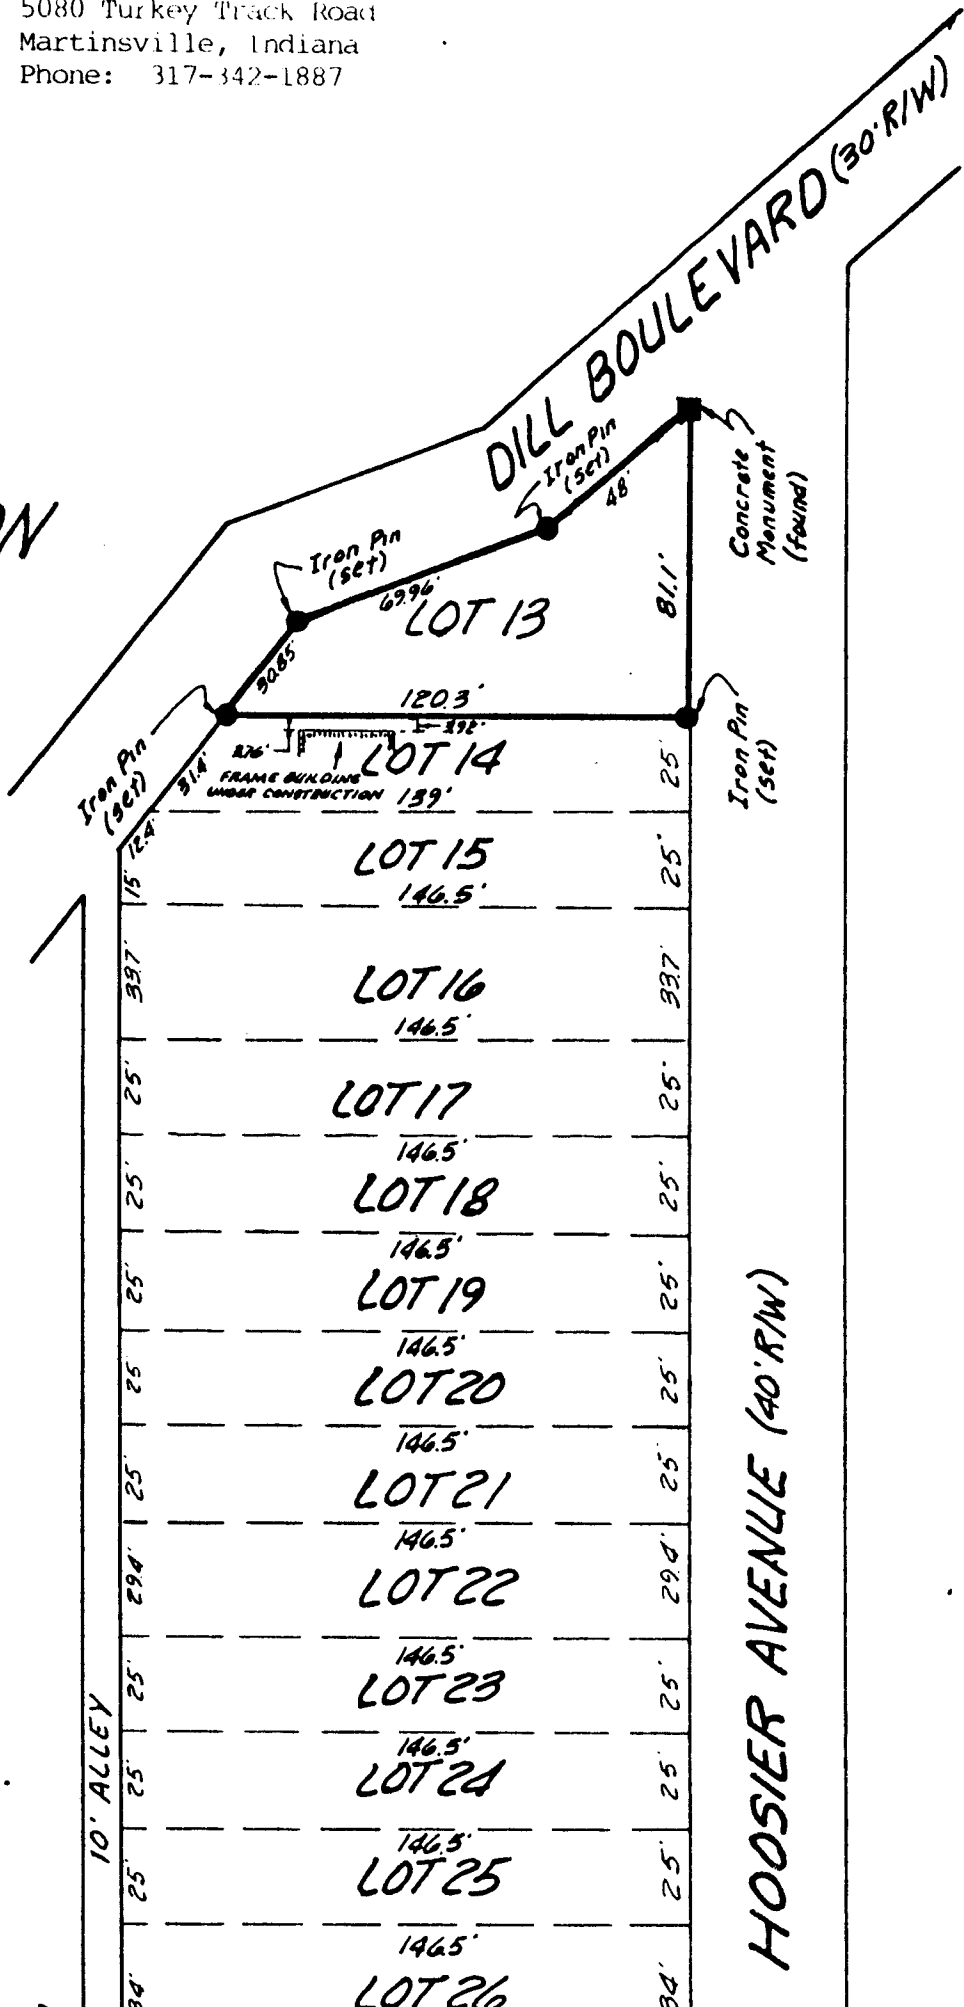 5080 Turkey Track Road
Martinsville, Indiana
Phone: 317-342-1887
DILL BOULEVARD (30' R/W)
Iron Pin
(set)
48'
Concrete
Monument
(found)
Iron Pin
(set)
69.96'
LOT 13
81.1'
30.85'
120.3'
Iron Pin
(set)
Iron Pin
(set)
31.4'
FRAME BUILDING
UNDER CONSTRUCTION
LOT 14
25'
139'
12.4'
15'
LOT 15
25'
146.5'
33.7'
LOT 16
33.7'
146.5'
25'
LOT 17
25'
146.5'
25'
LOT 18
25'
146.5'
25'
LOT 19
25'
146.5'
25'
LOT 20
25'
146.5'
25'
LOT 21
25'
146.5'
29.4'
LOT 22
29.4'
146.5'
25'
LOT 23
25'
146.5'
25'
LOT 24
25'
146.5'
25'
LOT 25
25'
146.5'
34'
LOT 26
34'
10' ALLEY
HOOSIER AVENUE (40' R/W)